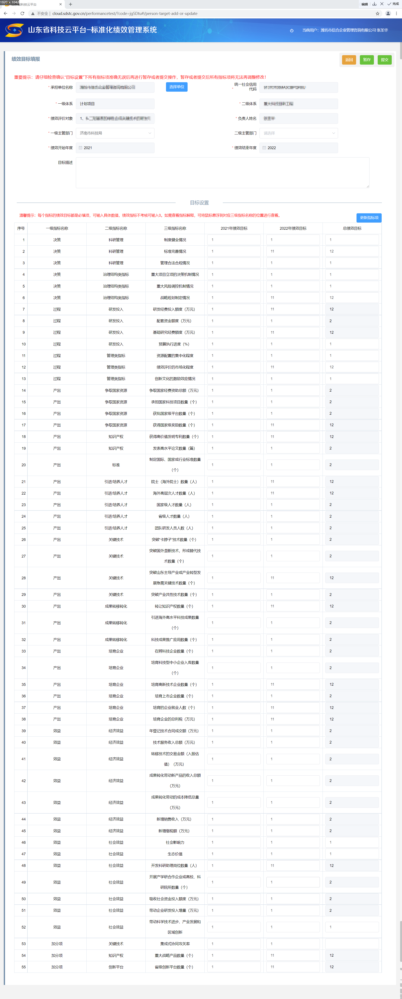 1920 × 1042
科技云平台
编辑
完成
不安全 | cloud.sdstc.gov.cn/performancetest/?code=jg5Dtu#/person-target-add-or-update
山东省科技云平台-标准化绩效管理系统
当前用户：潍坊市信合企业管理咨询有限公司 张圣华
绩效目标填报
返回 暂存 提交
重要提示：请仔细检查确认“目标设置”下所有指标项准确无误后再进行暂存或者提交操作，暂存或者提交后所有指标项将无法再调整修改！
* 承担单位名称 选择单位 * 统一社会信用
代码
* 一级体系 计划项目 * 二级体系
* 绩效评价对象 1、 * 负责人姓名
* 一级主管部门 济南市科技局 二级主管部门 请选择
* 绩效开始年度 2021 * 绩效结束年度 2022
目标描述
目标设置
温馨提示：每个指标的绩效目标都是必填项，可输入具体数值，绩效指标不考核可输入0。如需查看指标解释，可将鼠标悬浮到对应三级指标名称的位置进行查看。
更新指标项
序号 一级指标名称 二级指标名称 三级指标名称 2021年绩效目标 2022年绩效目标 总绩效目标
1 决策 科研管理 制度健全情况 1 1 1
2 决策 科研管理 标准完善情况 1 11 12
3 决策 科研管理 管理合法合规情况 1 1 1
4 决策 治理结构类指标 重大项目立项的决策机制情况 1 1 1
5 决策 治理结构类指标 重大风险调控机制情况 1 1 1
6 决策 治理结构类指标 战略规划制定情况 1 11 12
7 过程 研发投入 研发经费投入额度（万元） 1 11 12
8 过程 研发投入 配套资金额度（万元） 1 1 2
9 过程 研发投入 基础研究经费额度（万元） 1 11 12
10 过程 研发投入 预算执行进度（%） 1 1 1
11 过程 管理类指标 资源配置的集中化程度 1 1 1
12 过程 管理类指标 绩效评价的市场化程度 1 11 12
13 过程 管理类指标 创新文化的激励效应情况 1 1 1
14 产出 争取国家资源 争取国家经费资助总额（万元） 1 1 2
15 产出 争取国家资源 承担国家科技项目数量（个） 1 1 2
16 产出 争取国家资源 获批国家级平台数量（个） 1 1 2
17 产出 争取国家资源 获得国家级奖励数量（个） 1 11 12
18 产出 知识产权 获得高价值发明专利数量（个） 1 11 12
19 产出 知识产权 发表高水平论文数量（篇） 1 1 2
20 产出 标准 制定国际、国家或行业标准数量
（个） 1 1 2
21 产出 引进/培养人才 院士（海外院士）数量（人） 1 11 12
22 产出 引进/培养人才 海外高层次人才数量（人） 1 11 12
23 产出 引进/培养人才 国家级人才数量（人） 1 1 2
24 产出 引进/培养人才 省级人才数量（人） 1 1 2
25 产出 引进/培养人才 团队研发人员人数（人） 1 1 2
26 产出 关键技术 突破“卡脖子”技术数量（个） 1 1 2
27 产出 关键技术 突破国外垄断技术，形成替代技
术数量（个） 1 1 2
28 产出 关键技术 突破山东主导产业或产业转型发
展急需关键技术数量（个） 1 11 12
29 产出 关键技术 突破产业共性技术数量（个） 1 1 2
30 产出 成果转移转化 转让知识产权数量（个） 1 11 12
31 产出 成果转移转化 引进海外高水平科技成果数量
（个） 1 1 2
32 产出 成果转移转化 科技成果推广应用数量（个） 1 1 2
33 产出 培育企业 在孵科技企业数量（个） 1 1 2
34 产出 培育企业 培育科技型中小企业入库数量
（个） 1 1 2
35 产出 培育企业 培育高新技术企业数量（个） 1 11 12
36 产出 培育企业 培育上市企业数量（个） 1 1 2
37 产出 培育企业 培育的企业就业人数（个） 1 11 12
38 产出 培育企业 培育企业的总利税（万元） 1 11 12
39 效益 经济效益 年登记技术合同成交额（万元） 1 1 2
40 效益 经济效益 技术服务收入总额（万元） 1 1 2
41 效益 经济效益 转移技术的交易金额（入股估
值）（万元） 1 1 2
42 效益 经济效益 成果转化带动新产品的收入总额
（万元） 1 1 2
43 效益 经济效益 成果转化带动的成本降低总量
（万元） 1 1 2
44 效益 经济效益 新增销售收入（万元） 1 1 2
45 效益 经济效益 新增缴税额（万元） 1 1 2
46 效益 社会效益 社会影响力 1 1 1
47 效益 社会效益 生态价值 1 1 1
48 效益 社会效益 开发科研助理岗位数量（人） 1 11 12
49 效益 社会效益 开展产学研合作企业或高校、科
研院所数量（个） 1 1 2
50 效益 社会效益 吸收社会资金投入额度（万元） 1 1 2
51 效益 社会效益 带动企业研发投入增量（万元） 1 1 2
52 效益 社会效益 带动科学技术进步、产业发展和
区域创新 1 1 1
53 加分项 关键技术 集成式协同攻关率 1 1
54 加分项 知识产权 重大战略产品数量（个） 1 11 12
55 加分项 创新平台 省级创新平台数量（个） 1 11 12